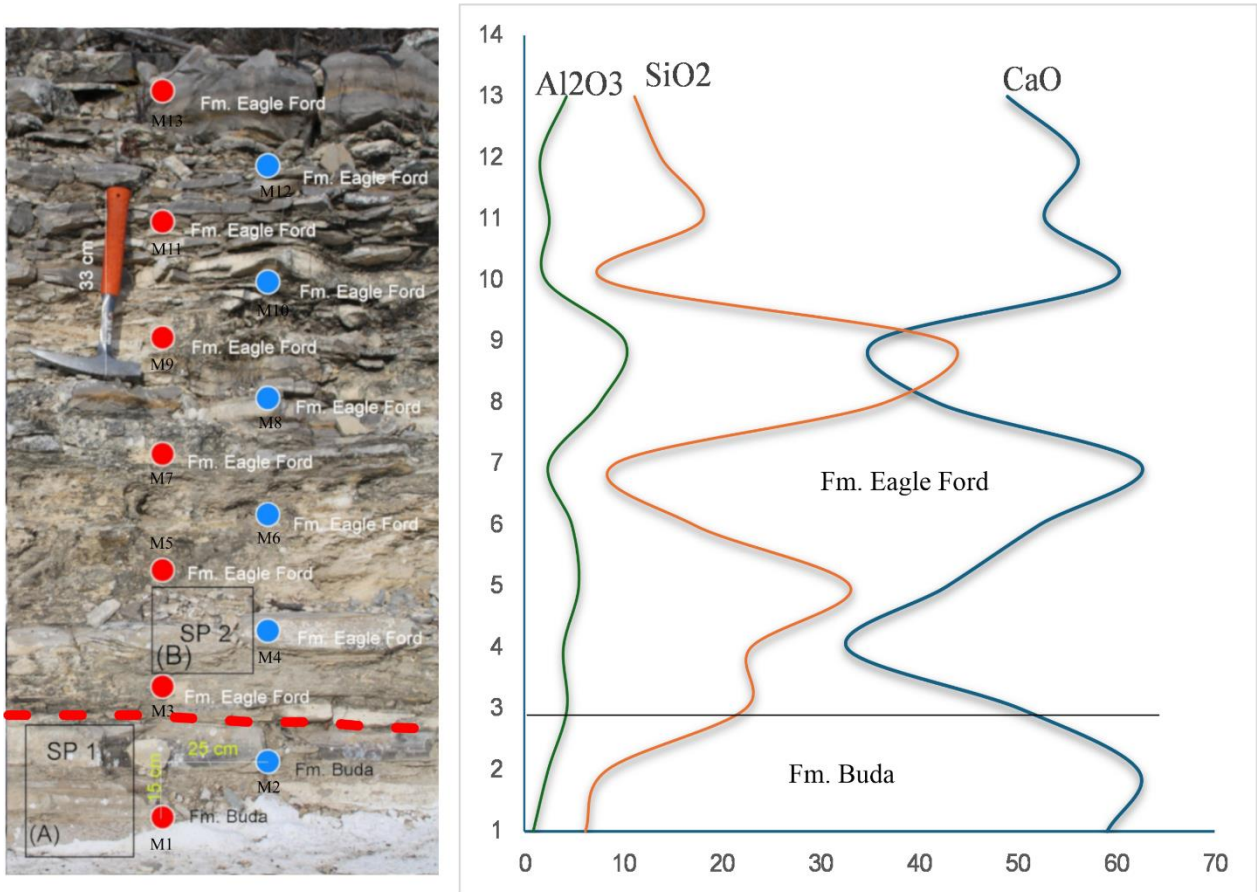 Fm. Eagle Ford
M13
Fm. Eagle Ford
M12
Fm. Eagle Ford
M11
33 cm
Fm. Eagle Ford
M10
Fm. Eagle Ford
M9
Fm. Eagle Ford
M8
Fm. Eagle Ford
M7
Fm. Eagle Ford
M6
M5
Fm. Eagle Ford
SP 2
(B)
Fm. Eagle Ford
M4
Fm. Eagle Ford
M3
SP 1
25 cm
15 cm
Fm. Buda
M2
Fm. Buda
(A)
M1
14
13
12
11
10
9
8
7
6
5
4
3
2
1
Al2O3
SiO2
CaO
Fm. Eagle Ford
Fm. Buda
0
10
20
30
40
50
60
70